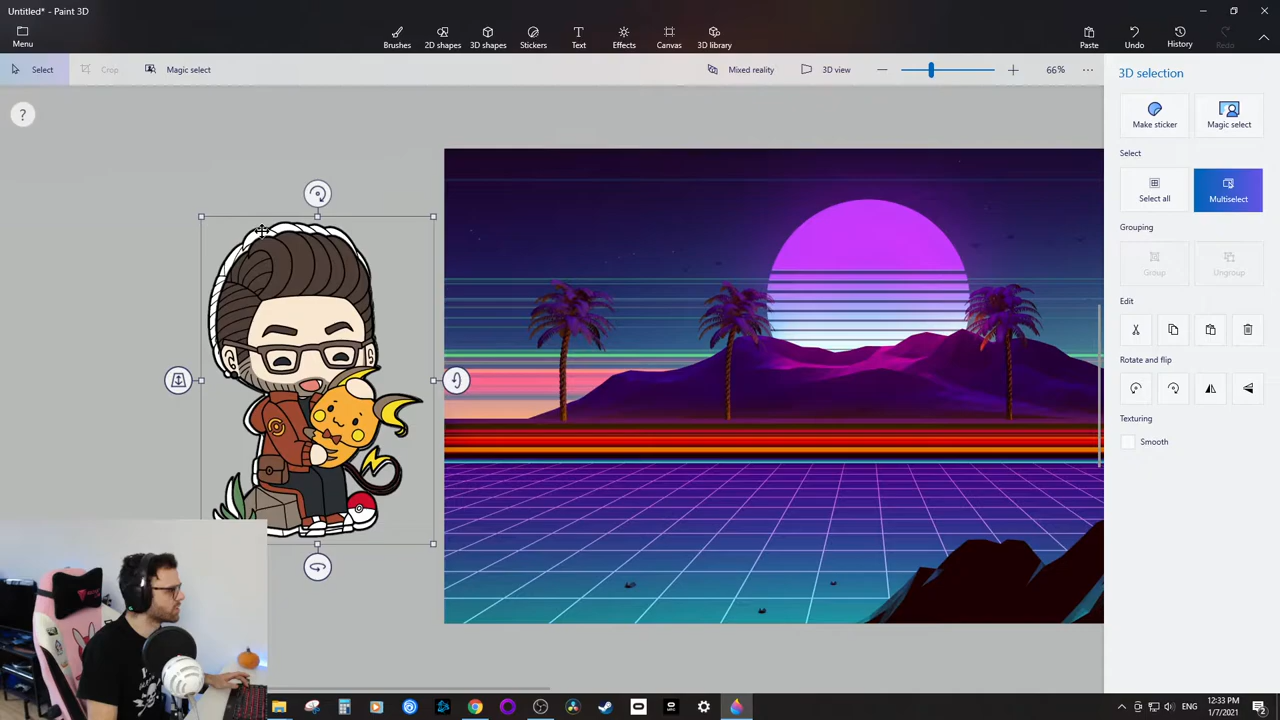 Untitled* - Paint 3D
Menu
Brushes
2D shapes
3D shapes
Stickers
Text
Effects
Canvas
3D library
Paste
Undo
History
Redo
Select
Crop
Magic select
Mixed reality
3D view
66%
?
3D selection
Make sticker
Magic select
Select
Select all
Multiselect
Grouping
Group
Ungroup
Edit
Rotate and flip
Texturing
Smooth
ENG
12:33 PM
1/7/2021
2